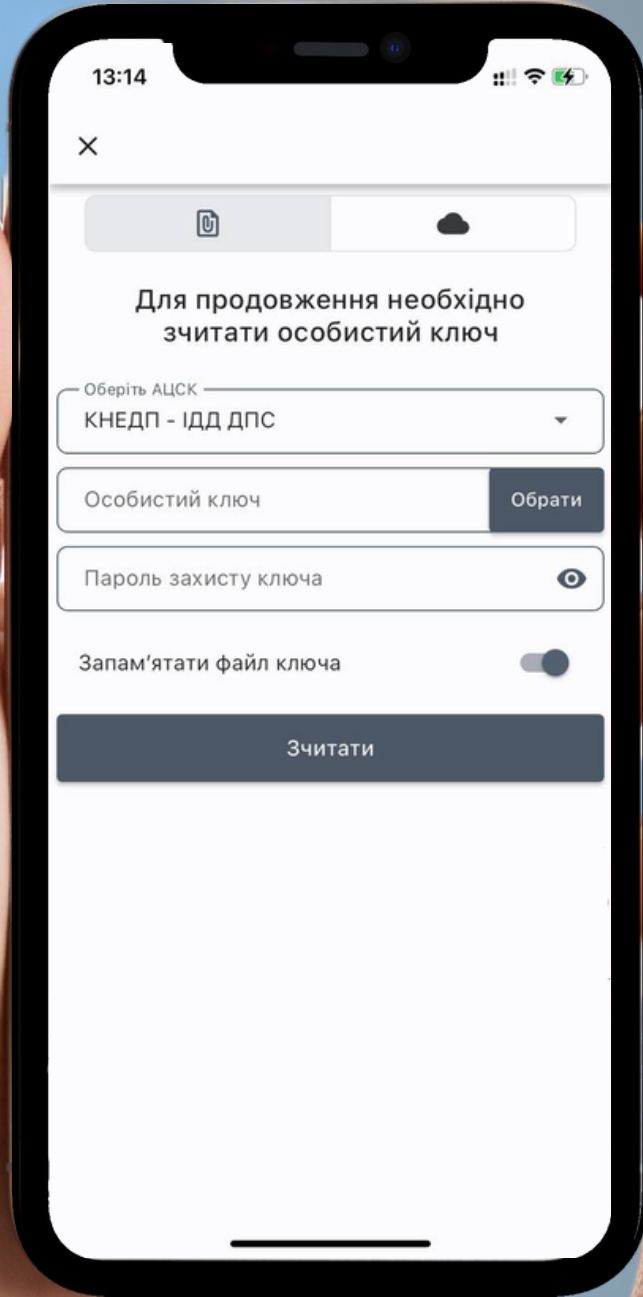 13:14
Для продовження необхідно
зчитати особистий ключ
Оберіть АЦСК
КНЕДП - ІДД ДПС
Особистий ключ
Обрати
Пароль захисту ключа
Запам’ятати файл ключа
Зчитати